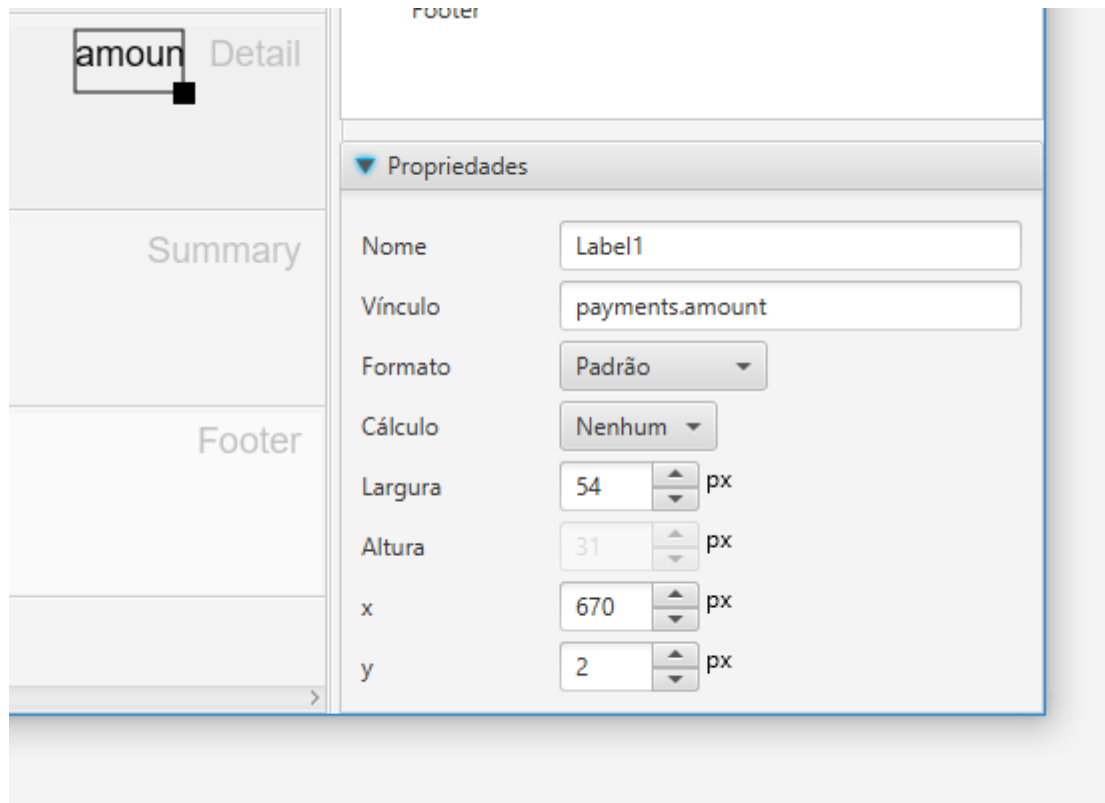 Footer
amoun
Detail
Propriedades
Summary
Nome
Label1
Vínculo
payments.amount
Formato
Padrão
Footer
Cálculo
Nenhum
Largura
54
px
Altura
31
px
x
670
px
y
2
px